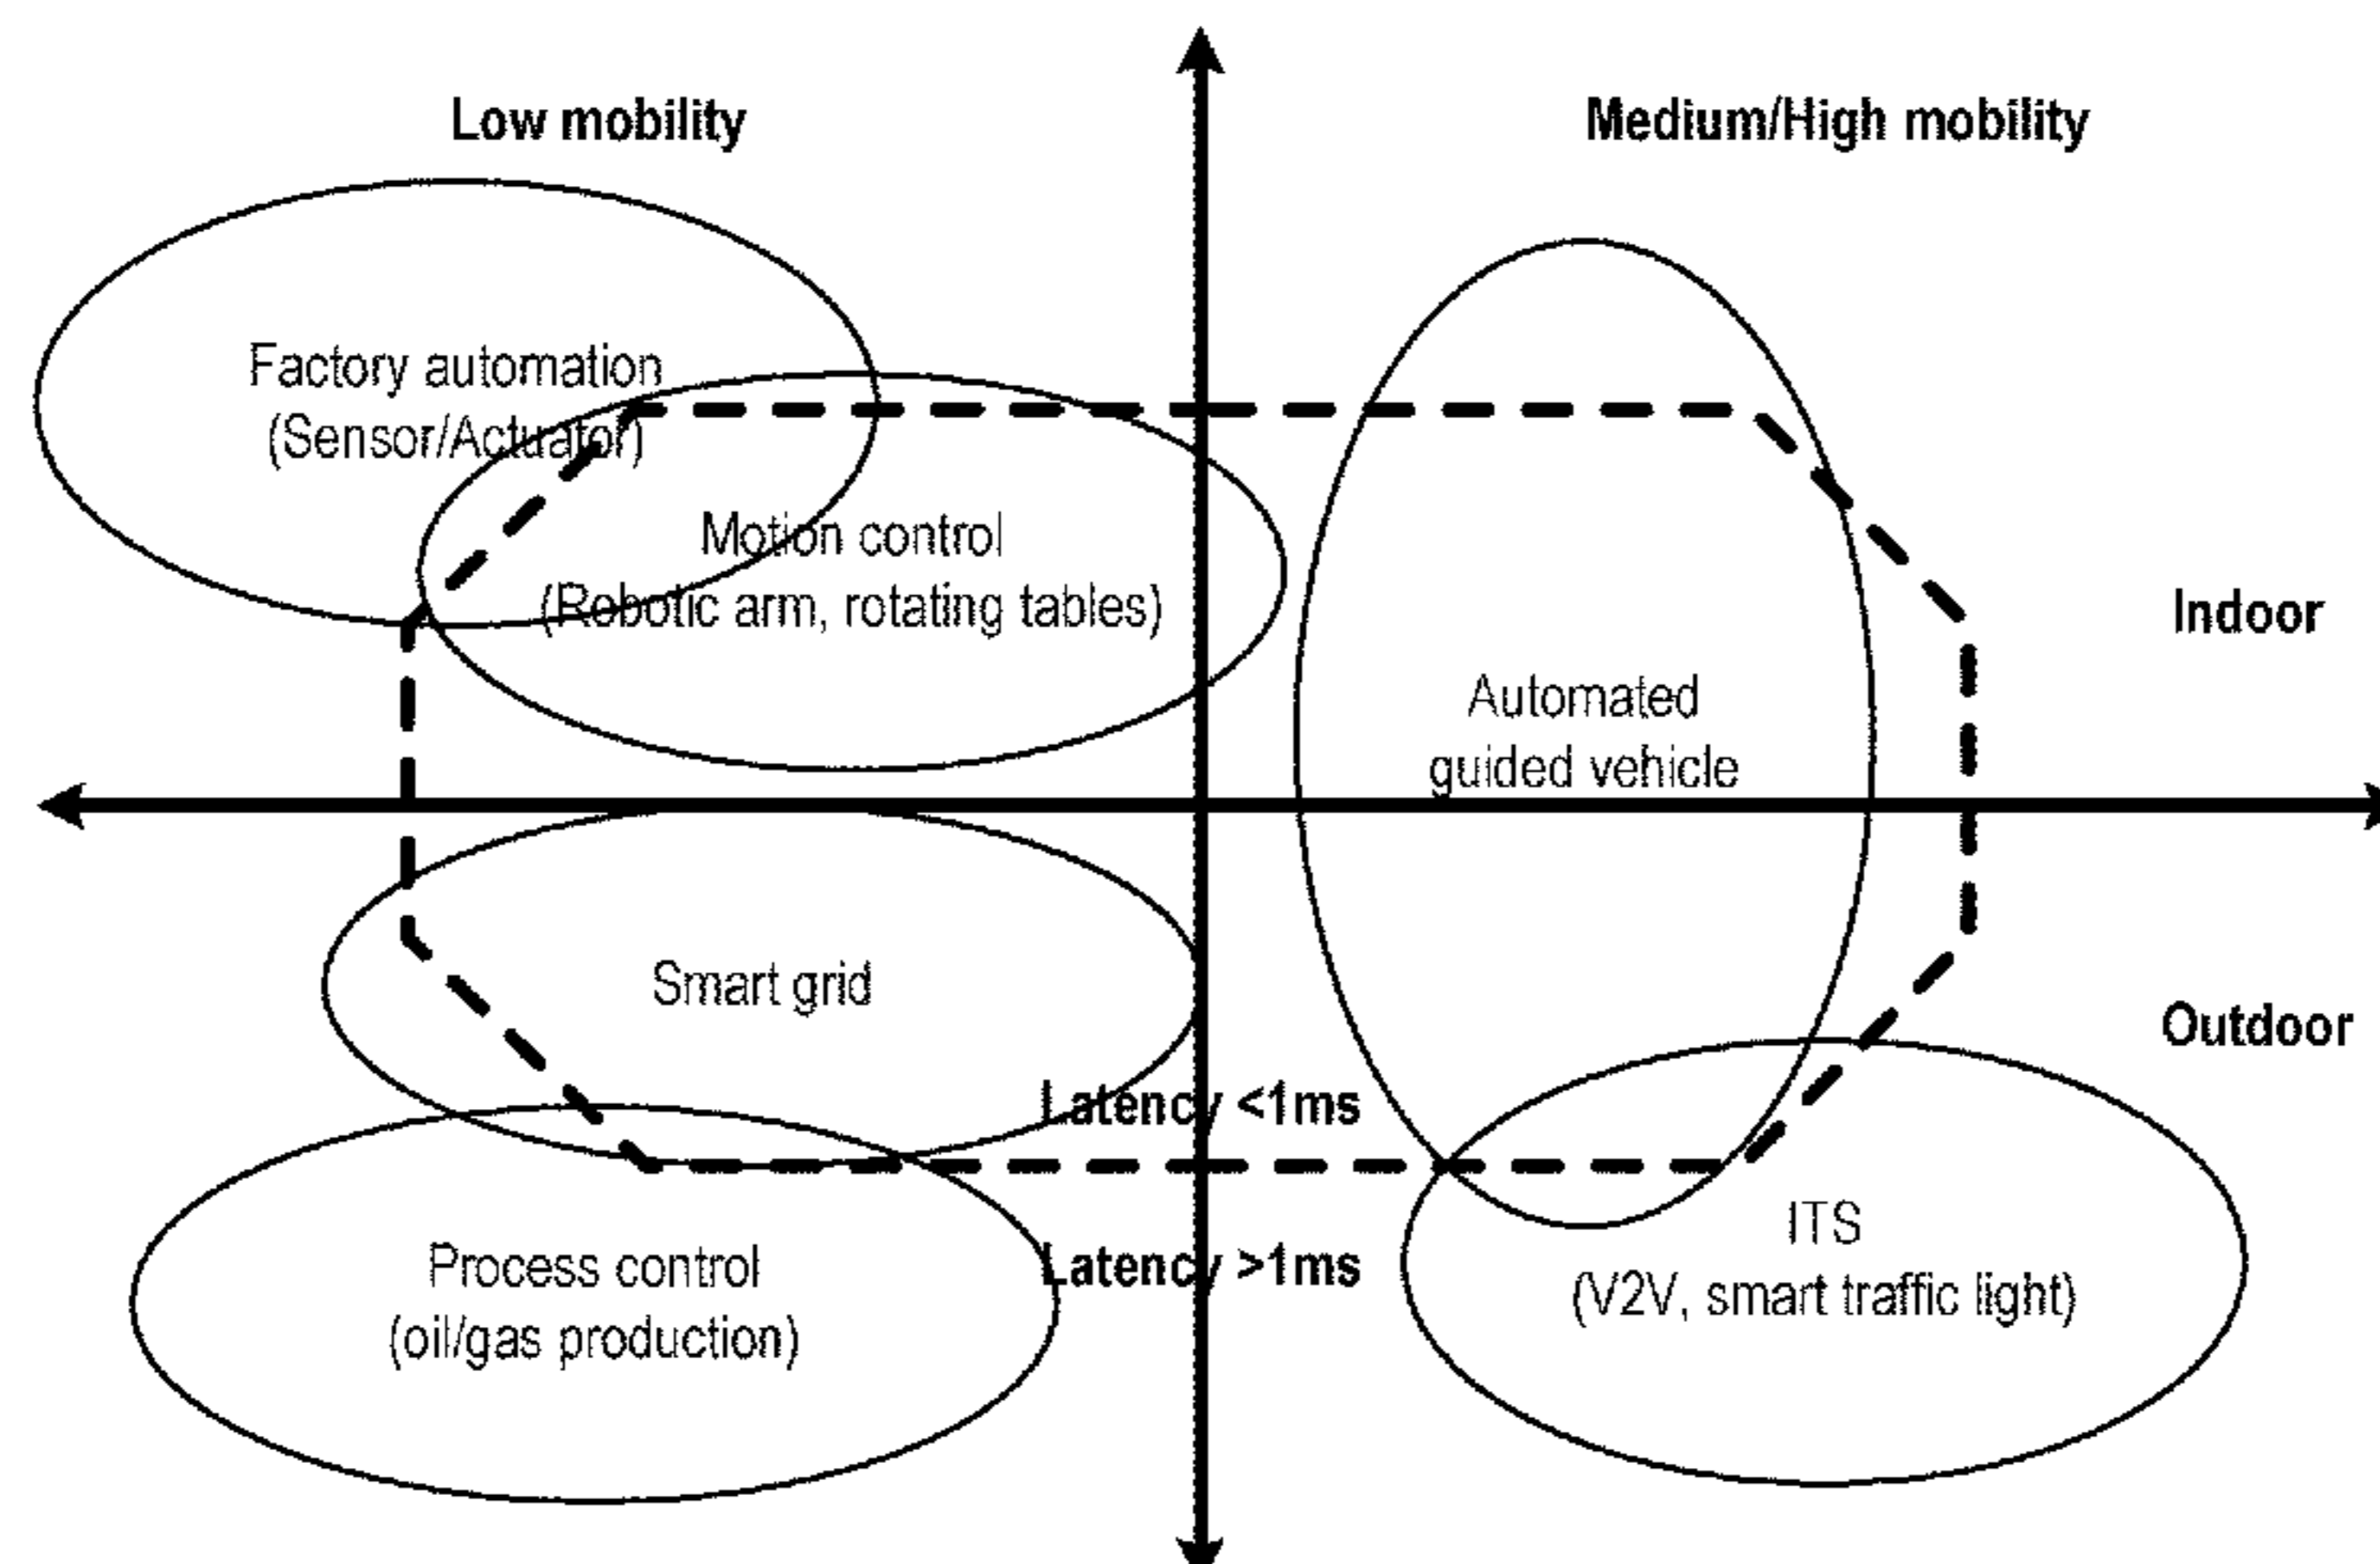 Low mobility
Medium/High mobility
Factory automation
(Sensor/Actuator)
Motion control
(Robotic arm, rotating tables)
Indoor
Automated
guided vehicle
Smart grid
Outdoor
Latency <1ms
Latency >1ms
Process control
(oil/gas production)
ITS
(V2V, smart traffic light)